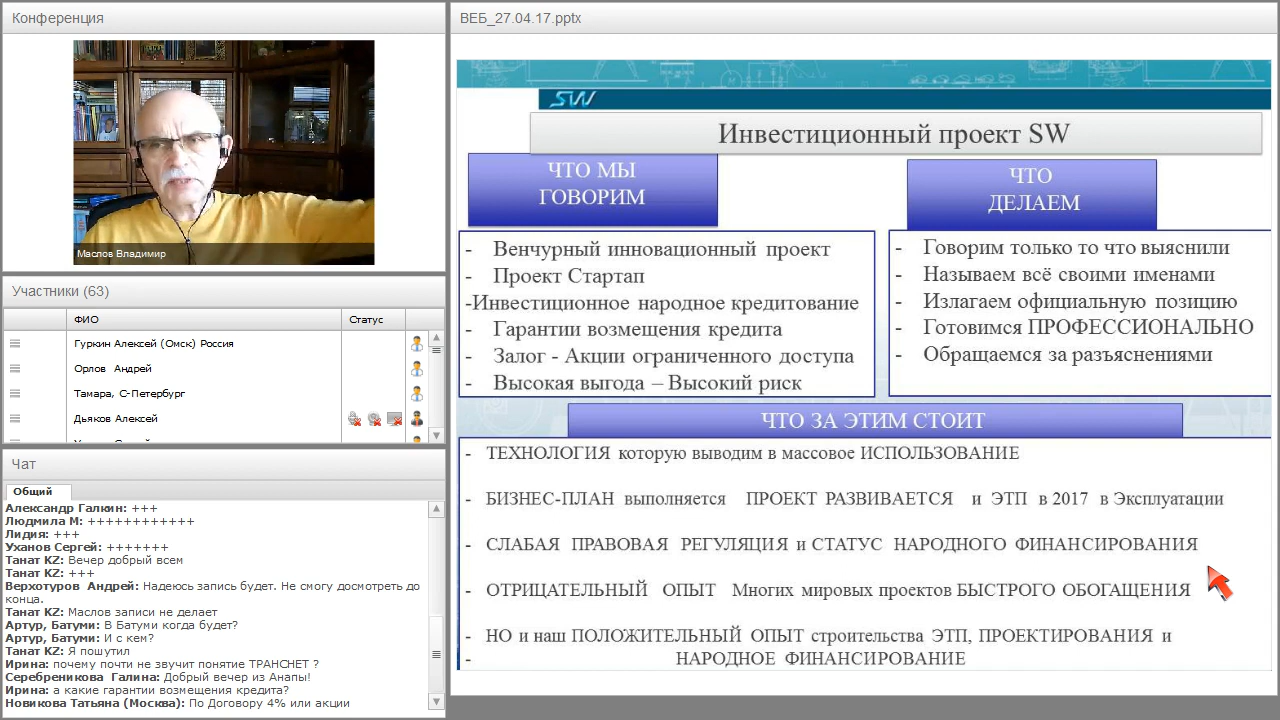 Конференция
Маслов Владимир
Участники (63)
ФИО
Статус
Гуркин Алексей (Омск) Россия
Орлов Андрей
Тамара, С-Петербург
Дьяков Алексей
Чат
Общий
Александр Галкин: +++
Людмила М: ++++++++++++
Лидия: +++
Уханов Сергей: +++++++
Танат KZ: Вечер добрый всем
Танат KZ: +++
Верхотуров Андрей: Надеюсь запись будет. Не смогу досмотреть до
конца.
Танат KZ: Маслов записи не делает
Артур, Батуми: В Батуми когда будет?
Артур, Батуми: И с кем?
Танат KZ: Я пошутил
Ирина: почему почти не звучит понятие ТРАНСНЕТ ?
Серебреникова Галина: Добрый вечер из Анапы!
Ирина: а какие гарантии возмещения кредита?
Новикова Татьяна (Москва): По Договору 4% или акции
ВЕБ_27.04.17.pptx
SW
Инвестиционный проект SW
ЧТО МЫ
ГОВОРИМ
- Венчурный инновационный проект
- Проект Стартап
-Инвестиционное народное кредитование
- Гарантии возмещения кредита
- Залог - Акции ограниченного доступа
- Высокая выгода – Высокий риск
ЧТО
ДЕЛАЕМ
- Говорим только то что выяснили
- Называем всё своими именами
- Излагаем официальную позицию
- Готовимся ПРОФЕССИОНАЛЬНО
- Обращаемся за разъяснениями
ЧТО ЗА ЭТИМ СТОИТ
- ТЕХНОЛОГИЯ которую выводим в массовое ИСПОЛЬЗОВАНИЕ
- БИЗНЕС-ПЛАН выполняется ПРОЕКТ РАЗВИВАЕТСЯ и ЭТП в 2017 в Эксплуатации
- СЛАБАЯ ПРАВОВАЯ РЕГУЛЯЦИЯ и СТАТУС НАРОДНОГО ФИНАНСИРОВАНИЯ
- ОТРИЦАТЕЛЬНЫЙ ОПЫТ Многих мировых проектов БЫСТРОГО ОБОГАЩЕНИЯ
- НО и наш ПОЛОЖИТЕЛЬНЫЙ ОПЫТ строительства ЭТП, ПРОЕКТИРОВАНИЯ и
- НАРОДНОЕ ФИНАНСИРОВАНИЕ